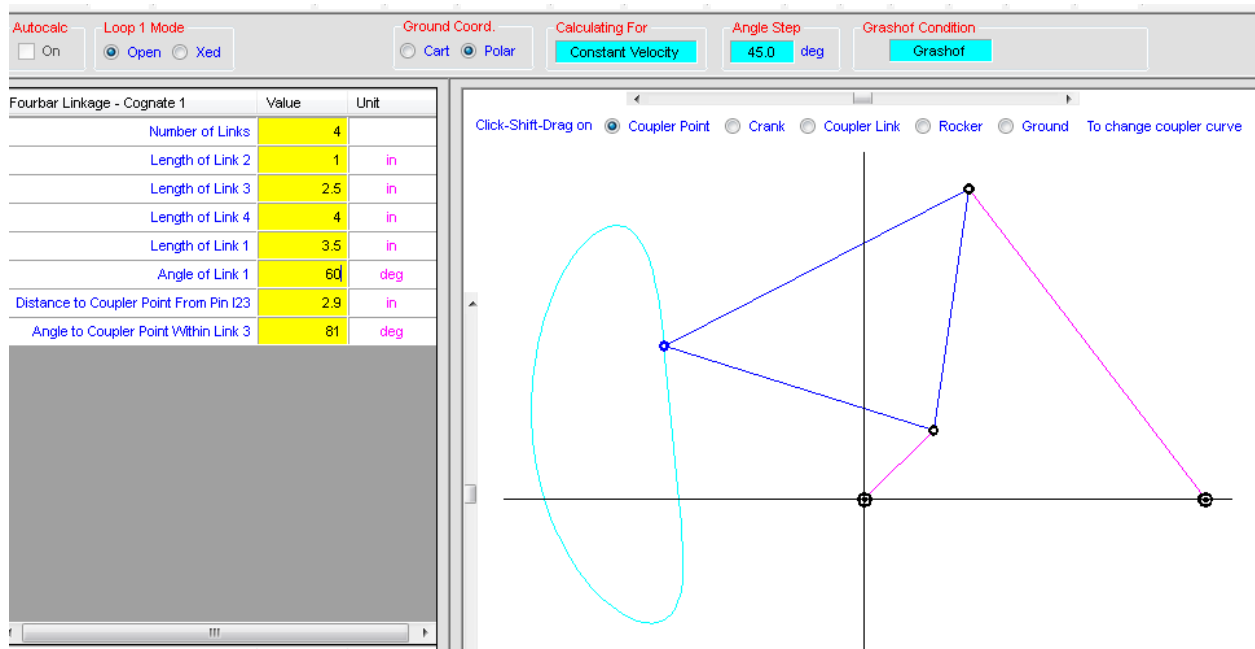 Autocalc Loop 1 Mode Ground Coord. Calculating For Angle Step Grashof Condition
On Open Xed Cart Polar Constant Velocity 45.0 deg Grashof
Fourbar Linkage - Cognate 1 Value Unit
Number of Links 4
Length of Link 2 1 in
Length of Link 3 2.5 in
Length of Link 4 4 in
Length of Link 1 3.5 in
Angle of Link 1 60 deg
Distance to Coupler Point From Pin I23 2.9 in
Angle to Coupler Point Within Link 3 81 deg
Click-Shift-Drag on Coupler Point Crank Coupler Link Rocker Ground To change coupler curve